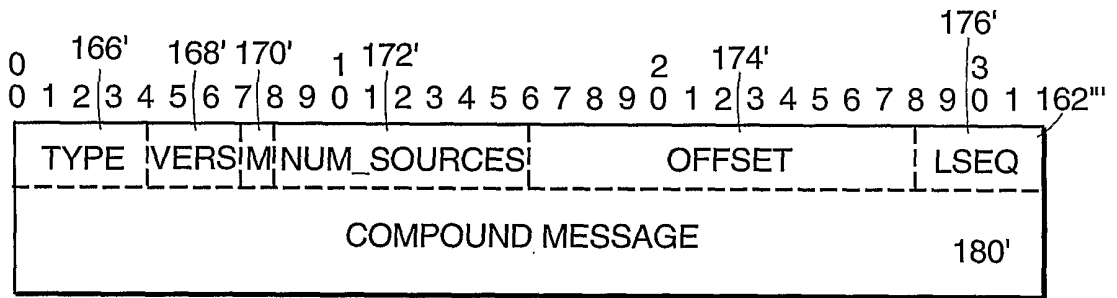 166' 168' 170' 172' 174' 176'
0 1 2 3
0 1 2 3 4 5 6 7 8 9 0 1 2 3 4 5 6 7 8 9 0 1 2 3 4 5 6 7 8 9 0 1 162'''
TYPE VERS M NUM_SOURCES OFFSET LSEQ
COMPOUND MESSAGE
180'